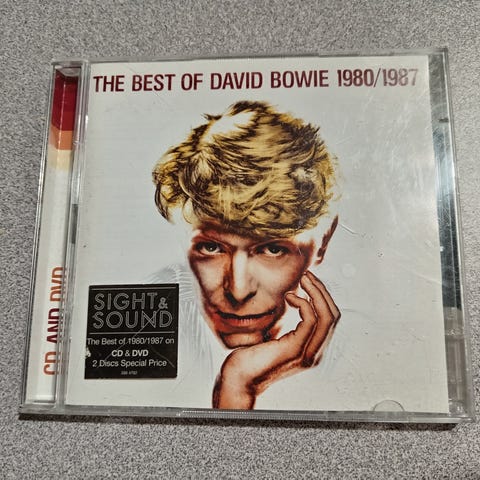 THE BEST OF DAVID BOWIE 1980/1987
CD AND DVD
SIGHT &
SOUND
The Best of 1980/1987 on
CD & DVD
2 Discs Special Price